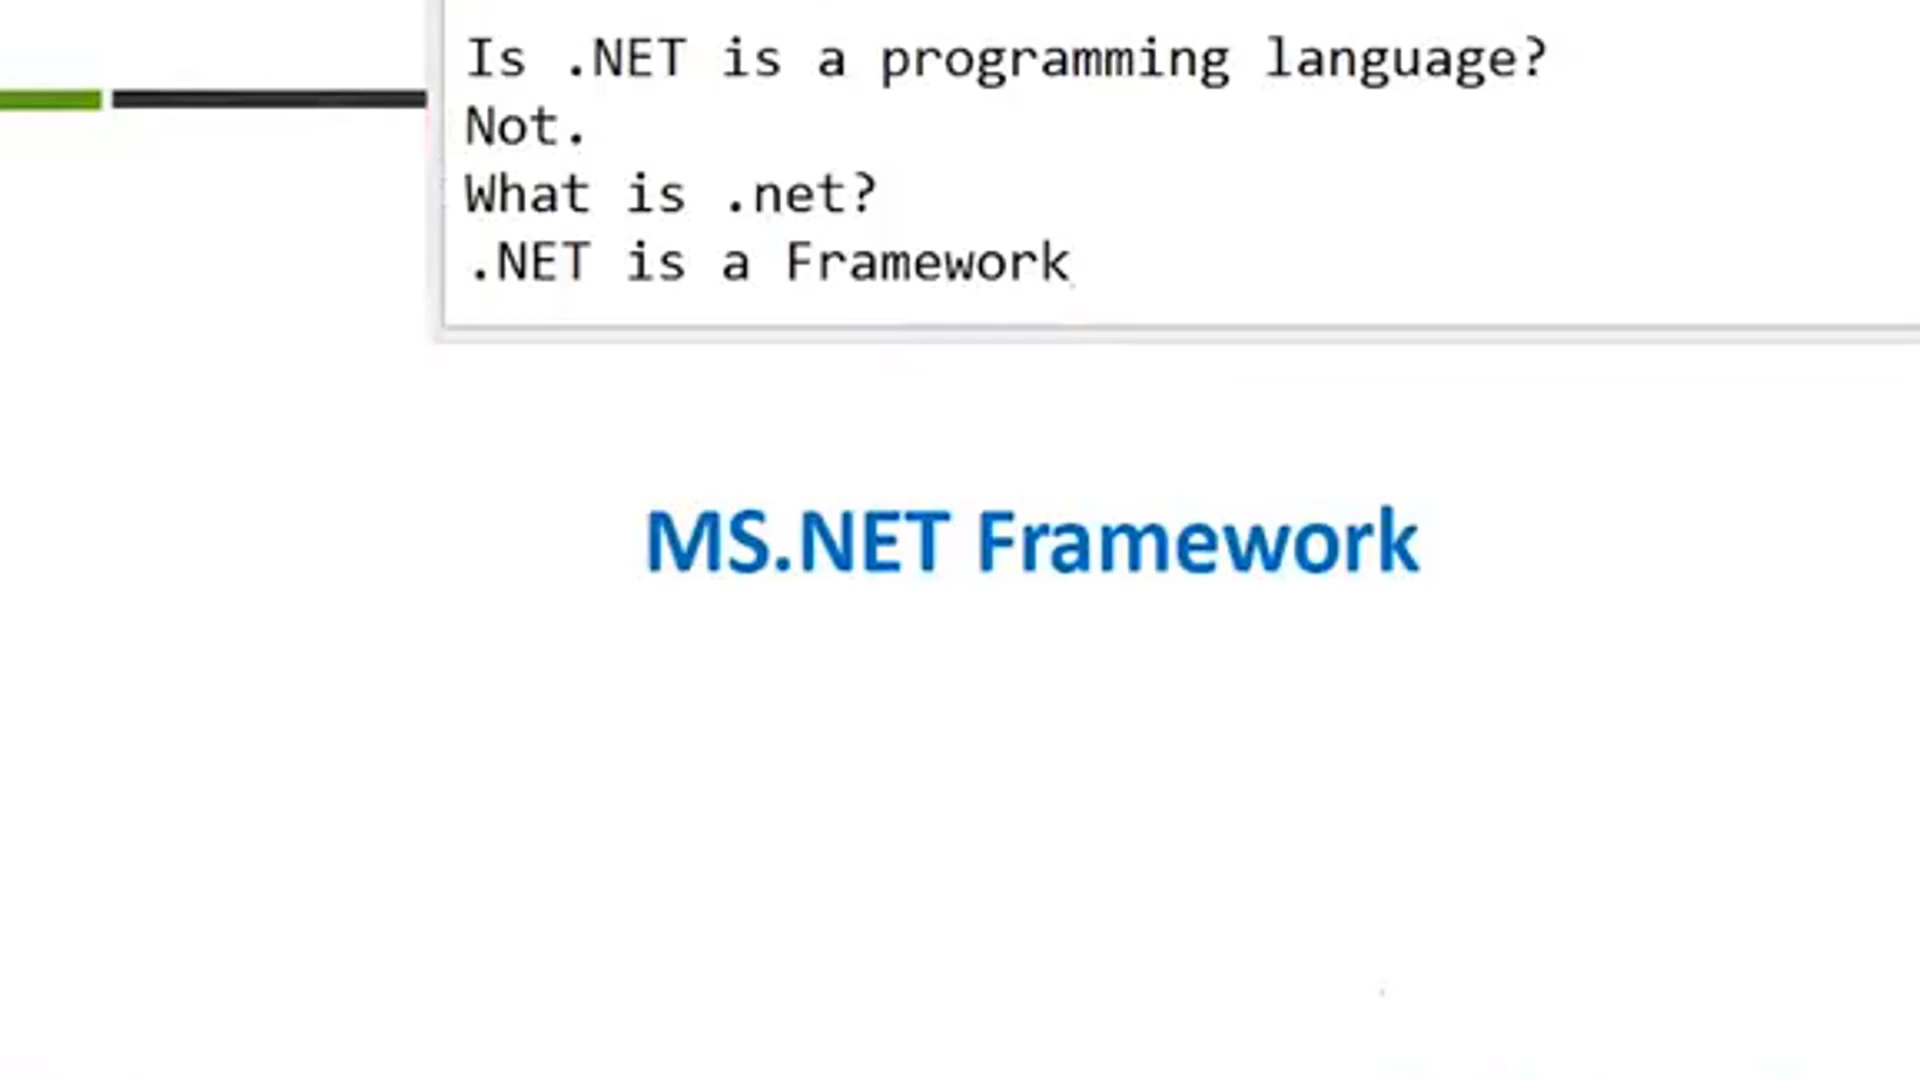 Is .NET is a programming language?
Not.
What is .net?
.NET is a Framework
MS.NET Framework